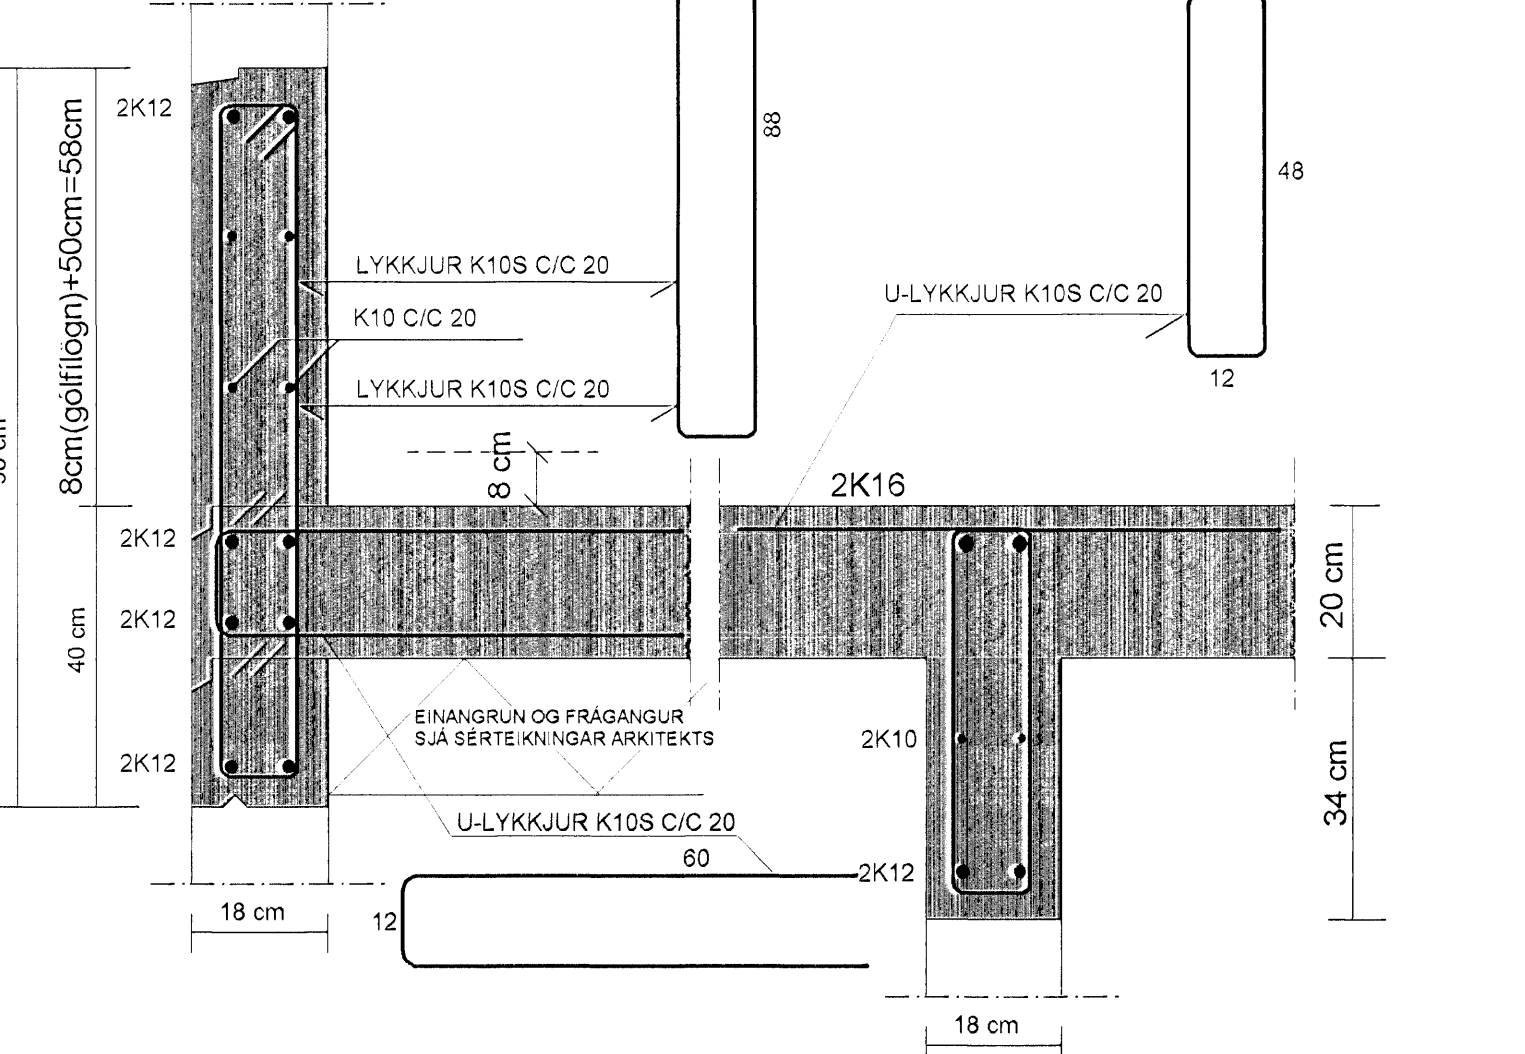 2K12
8cm(gólfílögn)+50cm=58cm
88
48
LYKKJUR K10S C/C 20
U-LYKKJUR K10S C/C 20
K10 C/C 20
12
LYKKJUR K10S C/C 20
8 cm
2K16
2K12
2K12
40 cm
20 cm
EINANGRUN OG FRÁGANGUR
SJÁ SÉRTEIKNINGAR ARKITEKTS
2K10
34 cm
2K12
U-LYKKJUR K10S C/C 20
60
2K12
12
18 cm
18 cm